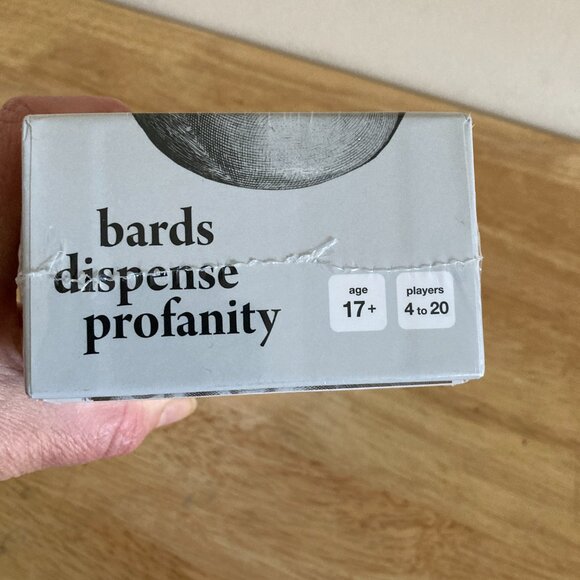 bards
dispense
profanity
age
17+
players
4 to 20